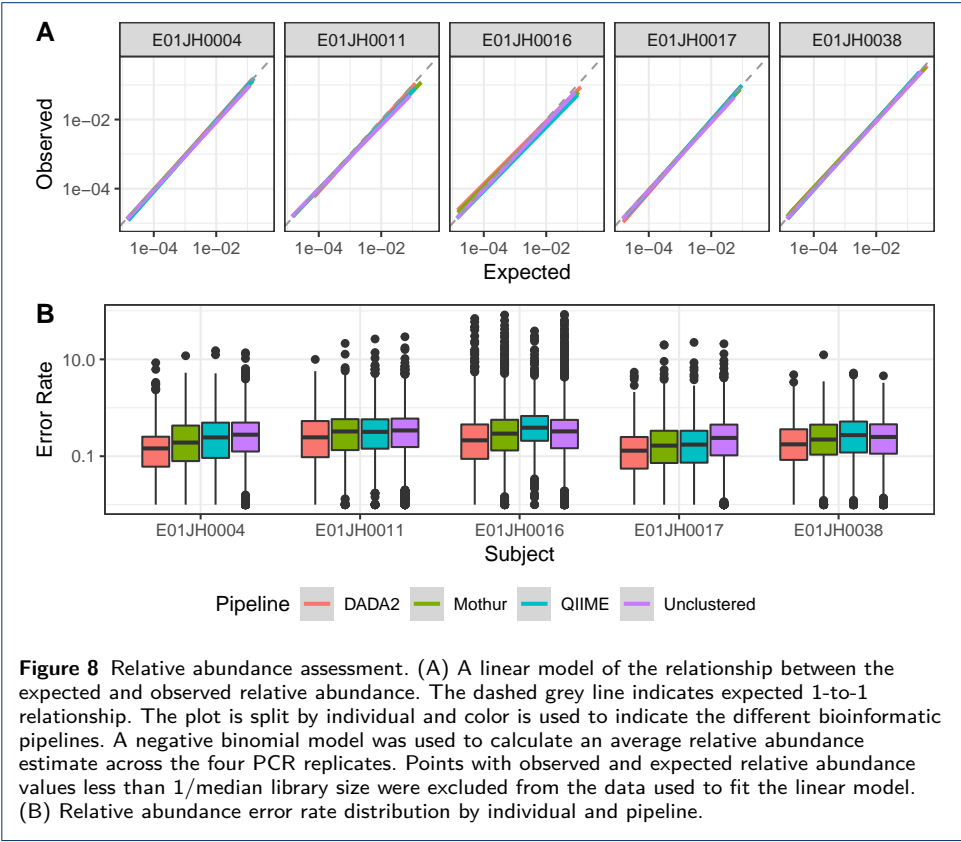 A
E01JH0004 E01JH0011 E01JH0016 E01JH0017 E01JH0038
Observed
1e−02
1e−04
1e−04 1e−02 1e−04 1e−02 1e−04 1e−02 1e−04 1e−02 1e−04 1e−02
Expected
B
Error Rate
10.0
0.1
E01JH0004 E01JH0011 E01JH0016 E01JH0017 E01JH0038
Subject
Pipeline DADA2 Mothur QIIME Unclustered
Figure 8 Relative abundance assessment. (A) A linear model of the relationship between the
expected and observed relative abundance. The dashed grey line indicates expected 1-to-1
relationship. The plot is split by individual and color is used to indicate the different bioinformatic
pipelines. A negative binomial model was used to calculate an average relative abundance
estimate across the four PCR replicates. Points with observed and expected relative abundance
values less than 1/median library size were excluded from the data used to fit the linear model.
(B) Relative abundance error rate distribution by individual and pipeline.